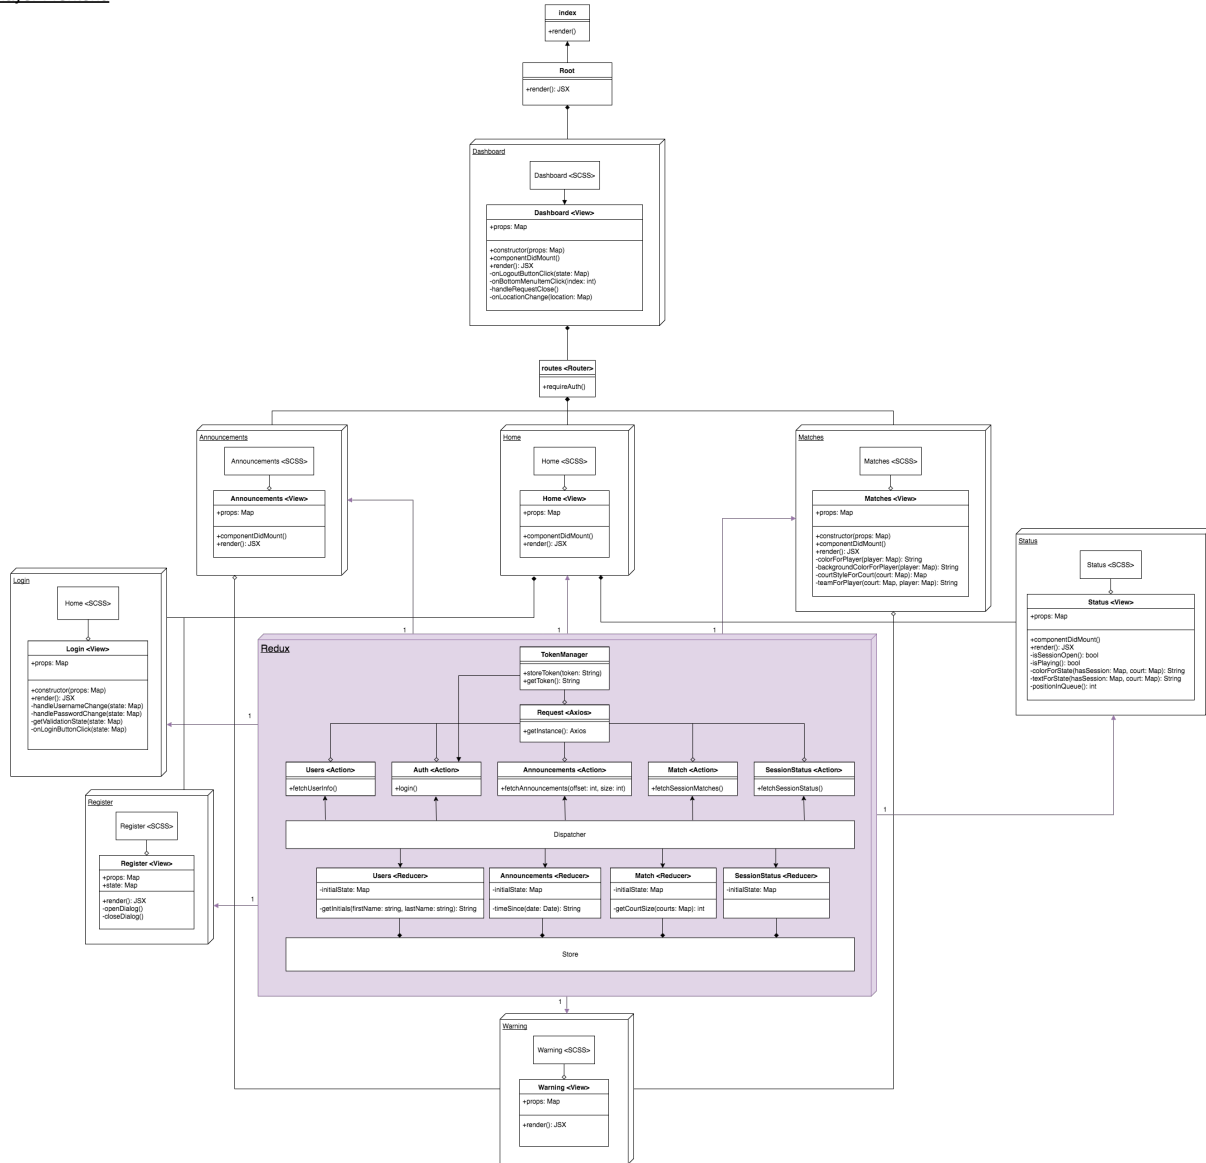 index
+render()
Root
+render(): JSX
Dashboard
Dashboard <SCSS>
Dashboard <View>
+props: Map
+constructor(props: Map)
+componentDidMount()
+render(): JSX
-onLogoutButtonClick(state: Map)
-onBottomMenuItemClick(index: int)
-handleRequestClose()
-onLocationChange(location: Map)
routes <Router>
+requireAuth()
Announcements
Announcements <SCSS>
Announcements <View>
+props: Map
+componentDidMount()
+render(): JSX
Home
Home <SCSS>
Home <View>
+props: Map
+componentDidMount()
+render(): JSX
Matches
Matches <SCSS>
Matches <View>
+props: Map
+constructor(props: Map)
+componentDidMount()
+render(): JSX
-colorForPlayer(player: Map): String
-backgroundColorForPlayer(player: Map): String
-courtStyleForCourt(court: Map): Map
-teamForPlayer(court: Map, player: Map): String
Status
Status <SCSS>
Status <View>
+props: Map
+componentDidMount()
+render(): JSX
-isSessionOpen(): bool
-isPlaying(): bool
-colorForState(hasSession: Map, court: Map): String
-textForState(hasSession: Map, court: Map): String
-positionInQueue(): int
Login
Home <SCSS>
Login <View>
+props: Map
+constructor(props: Map)
+render(): JSX
-handleUsernameChange(state: Map)
-handlePasswordChange(state: Map)
-getValidationState(state: Map)
-onLoginButtonClick(state: Map)
Register
Register <SCSS>
Register <View>
+props: Map
+state: Map
+render(): JSX
-openDialog()
-closeDialog()
1
1
1
1
1
1
1
Redux
TokenManager
+storeToken(token: String)
+getToken(): String
Request <Axios>
+getInstance(): Axios
Users <Action>
+fetchUserInfo()
Auth <Action>
+login()
Announcements <Action>
+fetchAnnouncements(offset: int, size: int)
Match <Action>
+fetchSessionMatches()
SessionStatus <Action>
+fetchSessionStatus()
Dispatcher
Users <Reducer>
-initialState: Map
-getInitials(firstName: string, lastName: string): String
Announcements <Reducer>
-initialState: Map
-timeSince(date: Date): String
Match <Reducer>
-initialState: Map
-getCourtSize(courts: Map): int
SessionStatus <Reducer>
-initialState: Map
Store
Warning
Warning <SCSS>
Warning <View>
+props: Map
+render(): JSX